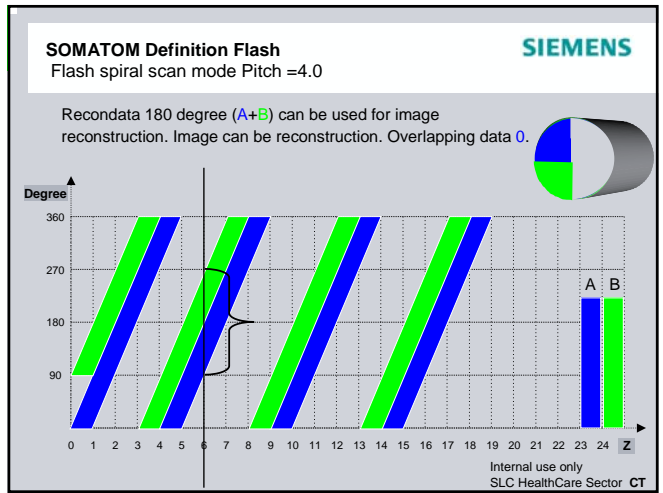 SOMATOM Definition Flash
SIEMENS
Flash spiral scan mode Pitch =4.0
Recondata 180 degree (A+B) can be used for image
reconstruction. Image can be reconstruction. Overlapping data 0.
Degree
360
270
180
90
A B
0 1 2 3 4 5 6 7 8 9 10 11 12 13 14 15 16 17 18 19 20 21 22 23 24 Z
Internal use only
SLC HealthCare Sector CT